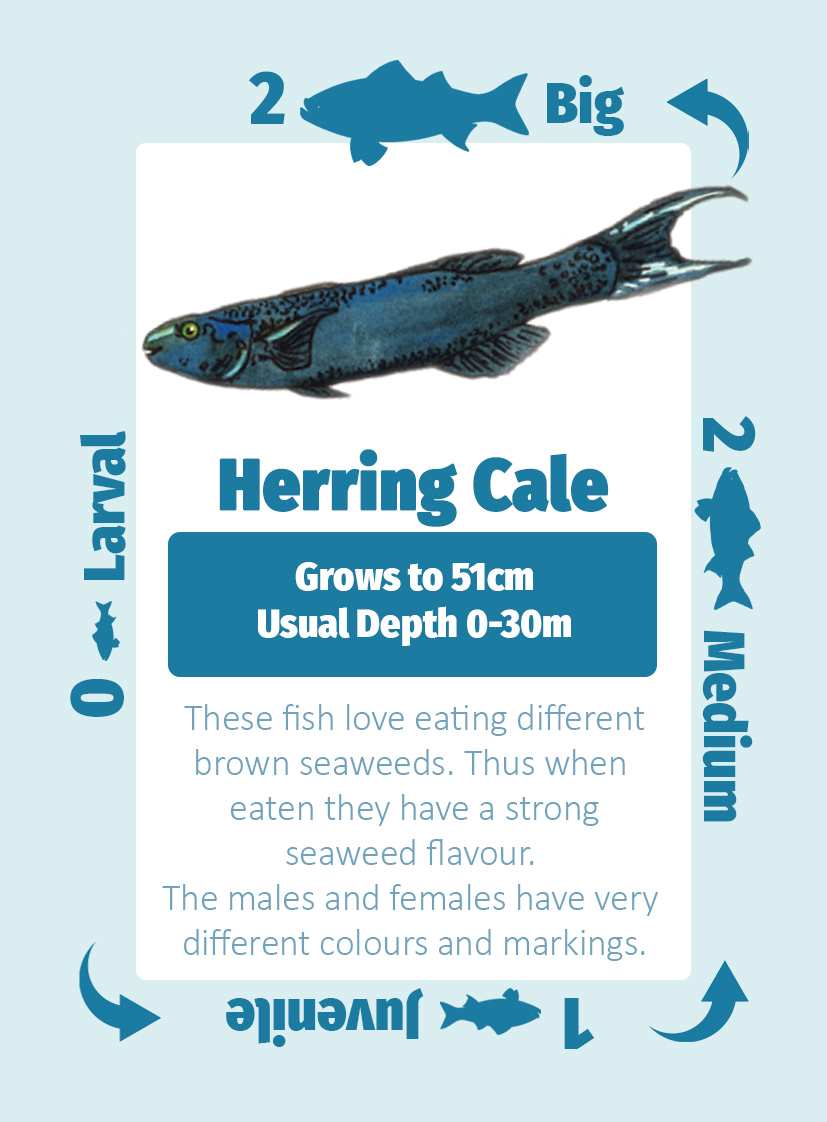 2 Big
Herring Cale
Grows to 51cm
Usual Depth 0-30m
These fish love eating different
brown seaweeds. Thus when
eaten they have a strong
seaweed flavour.
The males and females have very
different colours and markings.
2 Medium
1 Juvenile
0 Larval